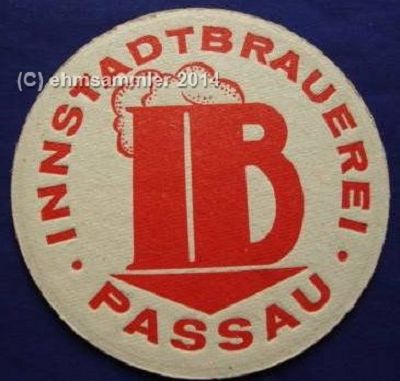 (C) ehmsammler 2014
· INNSTADTBRAUEREI ·
IB
PASSAU